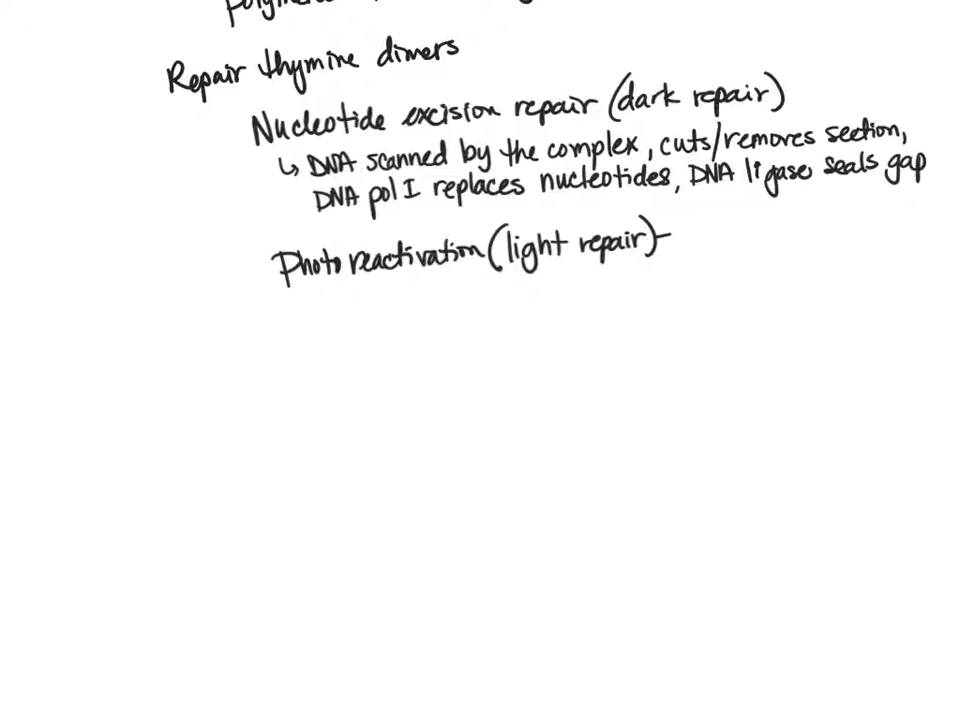 Repair thymine dimers
Nucleotide excision repair (dark repair)
↳ DNA scanned by the complex, cuts/removes section,
DNA pol I replaces nucleotides, DNA ligase seals gap
Photoreactivation (light repair)-